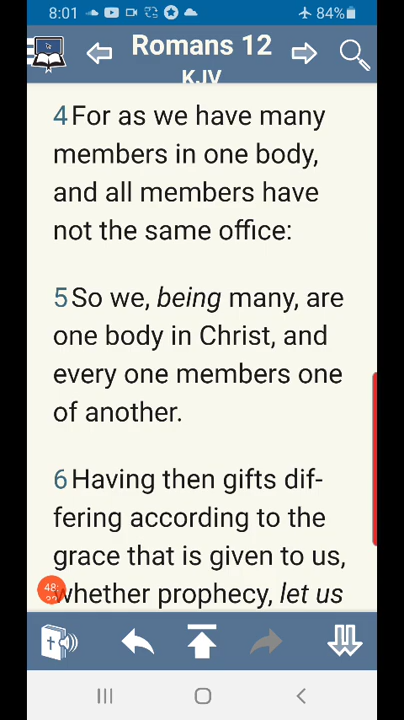 8:01 84%
Romans 12
KJV
4 For as we have many
members in one body,
and all members have
not the same office:
5 So we, being many, are
one body in Christ, and
every one members one
of another.
6 Having then gifts dif-
fering according to the
grace that is given to us,
whether prophecy, let us